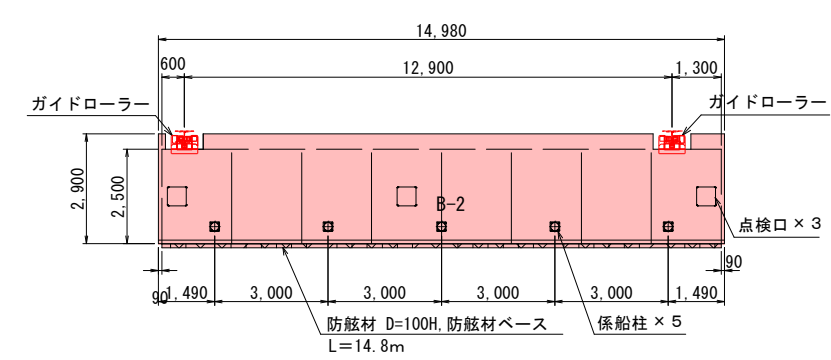 14,980
600
12,900
1,300
ガイドローラー
ガイドローラー
2,900
2,500
B-2
点検口×3
90
90
1,490
3,000
3,000
3,000
3,000
1,490
防舷材 D=100H,防舷材ベース
L=14.8m
係船柱×5